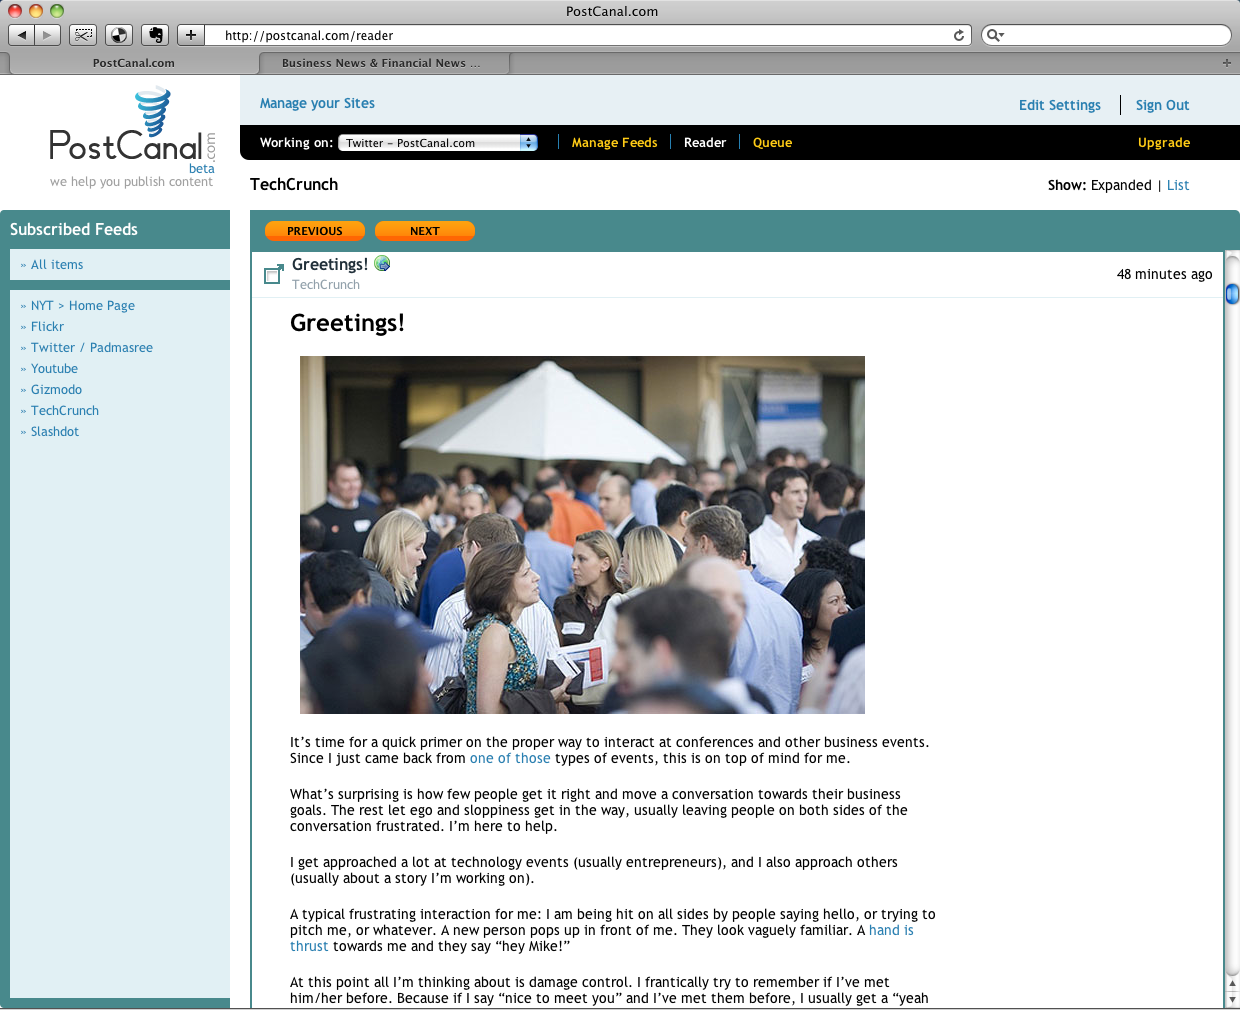 PostCanal.com
http://postcanal.com/reader
PostCanal.com
Business News & Financial News ...
PostCanal.com
beta
we help you publish content
Manage your Sites
Edit Settings
Sign Out
Working on: Twitter – PostCanal.com
Manage Feeds
Reader
Queue
Upgrade
TechCrunch
Show: Expanded | List
Subscribed Feeds
» All items
» NYT > Home Page
» Flickr
» Twitter / Padmasree
» Youtube
» Gizmodo
» TechCrunch
» Slashdot
PREVIOUS
NEXT
Greetings!
TechCrunch
48 minutes ago
Greetings!
It’s time for a quick primer on the proper way to interact at conferences and other business events.
Since I just came back from one of those types of events, this is on top of mind for me.
What’s surprising is how few people get it right and move a conversation towards their business
goals. The rest let ego and sloppiness get in the way, usually leaving people on both sides of the
conversation frustrated. I’m here to help.
I get approached a lot at technology events (usually entrepreneurs), and I also approach others
(usually about a story I’m working on).
A typical frustrating interaction for me: I am being hit on all sides by people saying hello, or trying to
pitch me, or whatever. A new person pops up in front of me. They look vaguely familiar. A hand is
thrust towards me and they say “hey Mike!”
At this point all I’m thinking about is damage control. I frantically try to remember if I’ve met
him/her before. Because if I say “nice to meet you” and I’ve met them before, I usually get a “yeah